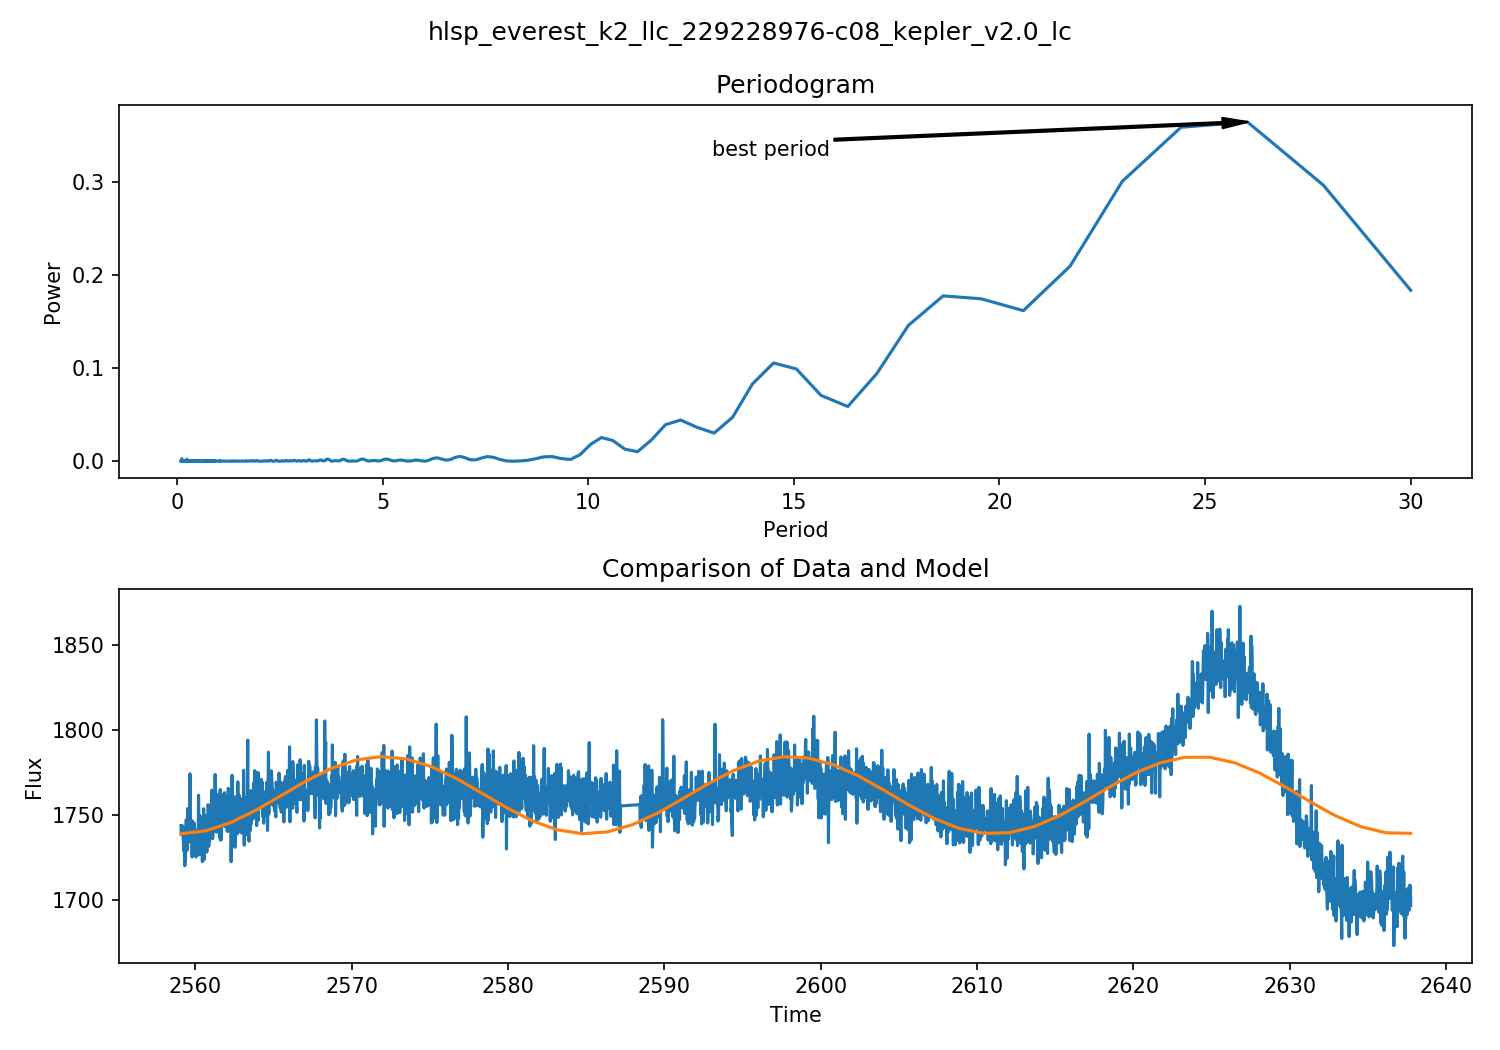 hlsp_everest_k2_llc_229228976-c08_kepler_v2.0_lc
Periodogram
best period
Power
0.3
0.2
0.1
0.0
0 5 10 15 20 25 30
Period
Comparison of Data and Model
Flux
1850
1800
1750
1700
2560 2570 2580 2590 2600 2610 2620 2630 2640
Time